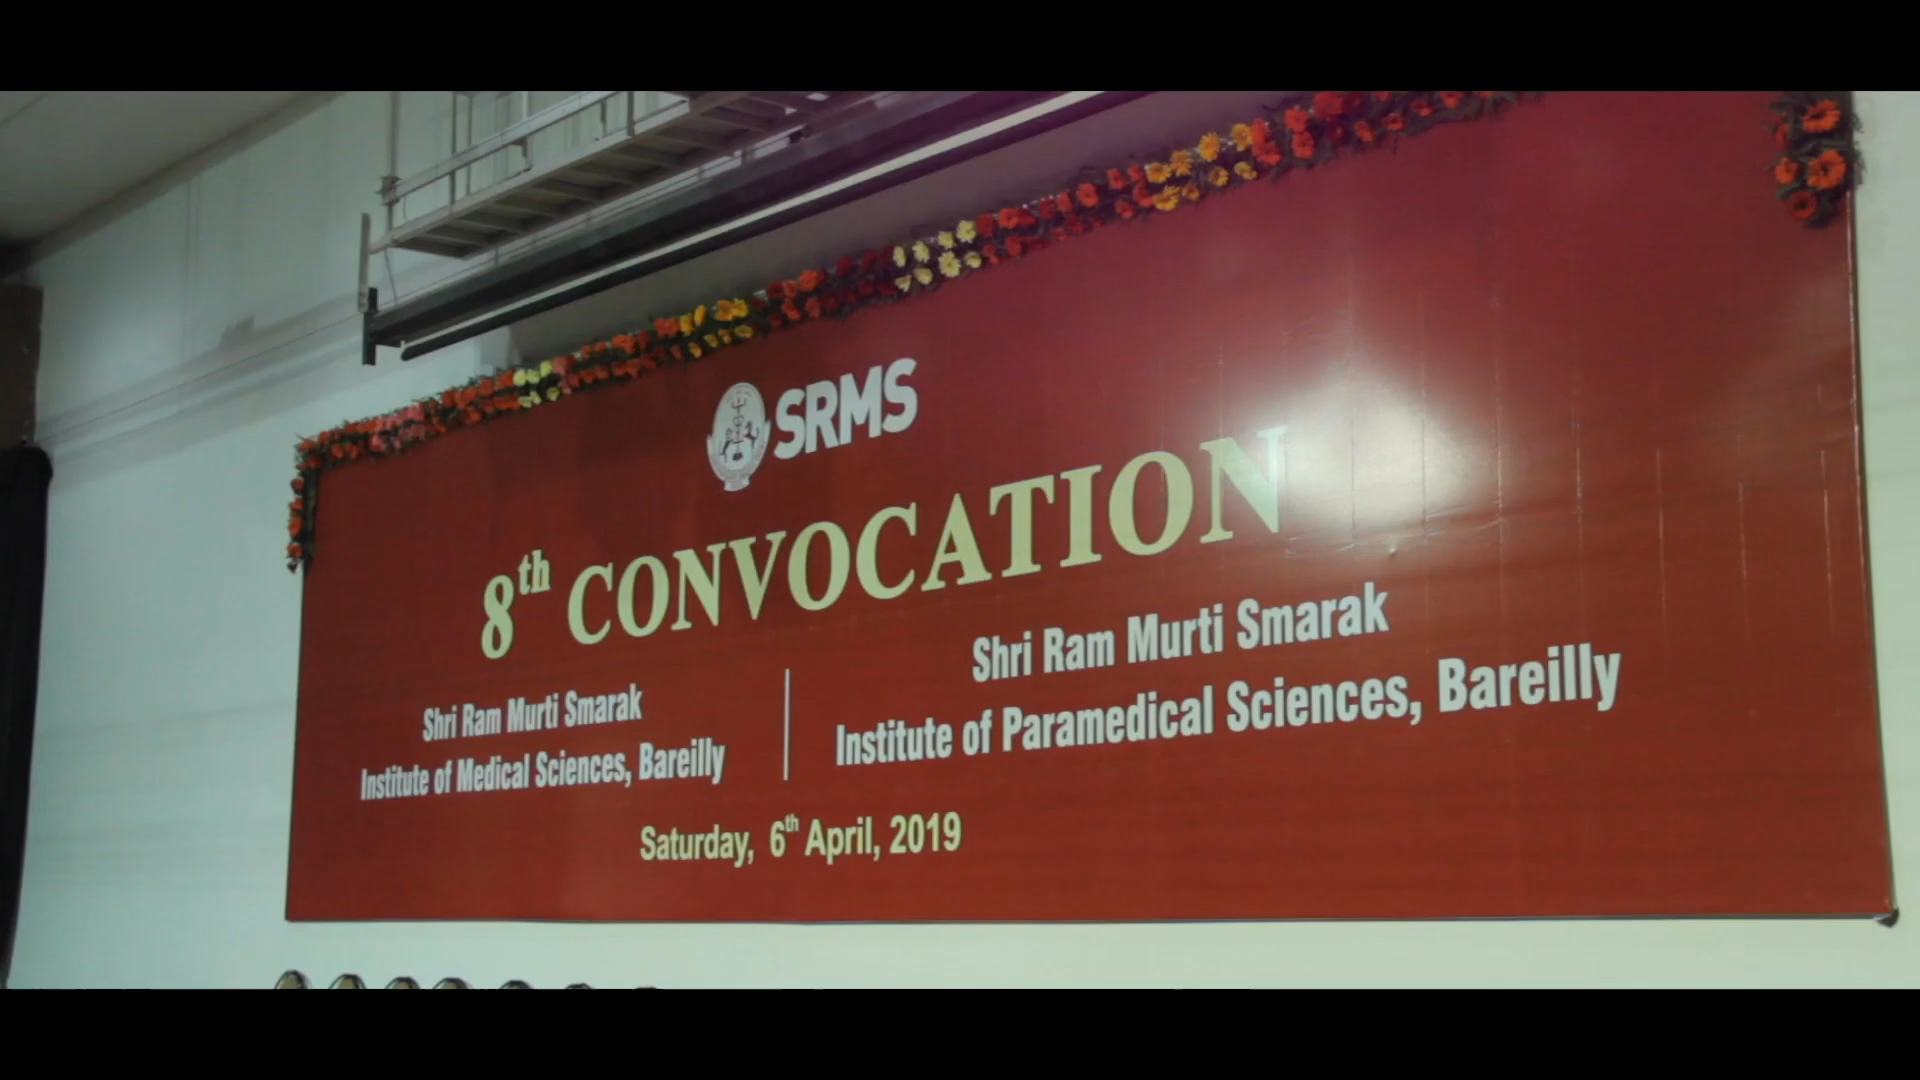 SRMS
8th CONVOCATION
Shri Ram Murti Smarak
Institute of Medical Sciences, Bareilly
Shri Ram Murti Smarak
Institute of Paramedical Sciences, Bareilly
Saturday, 6th April, 2019